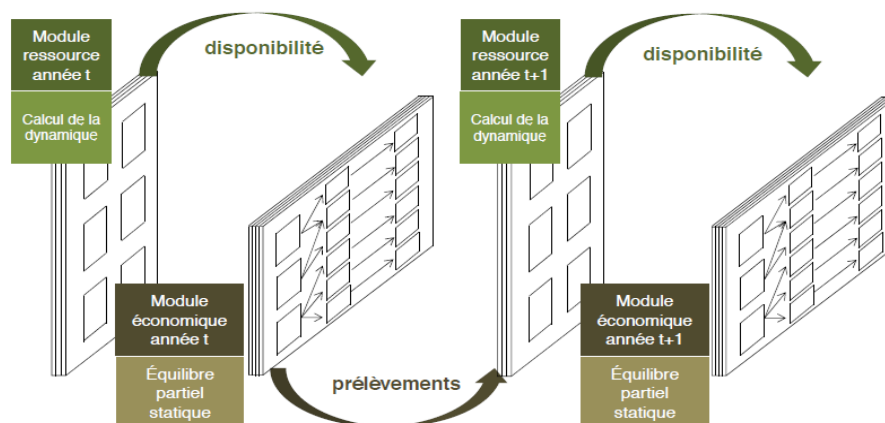 Module
ressource
année t
Calcul de la
dynamique
disponibilité
Module
économique
année t
Équilibre
partiel
statique
prélèvements
Module
ressource
année t+1
Calcul de la
dynamique
disponibilité
Module
économique
année t+1
Équilibre
partiel
statique